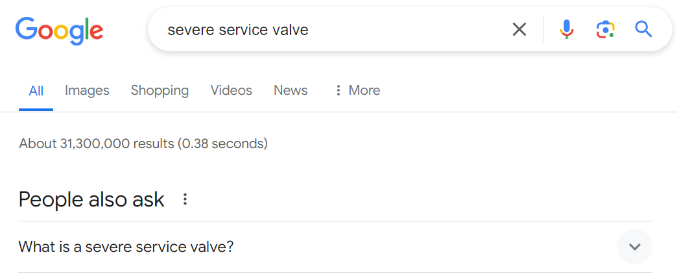 Google
severe service valve
All Images Shopping Videos News More
About 31,300,000 results (0.38 seconds)
People also ask
What is a severe service valve?